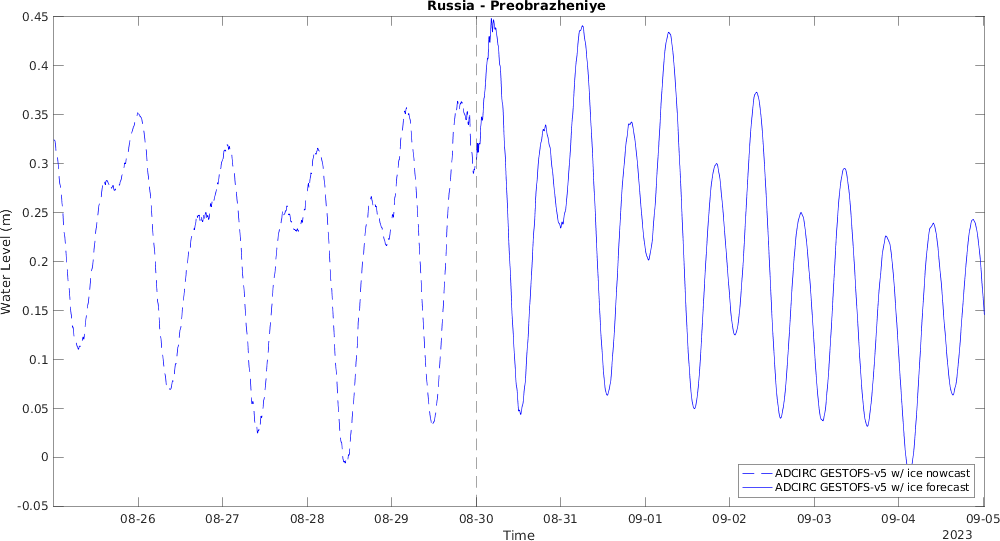 Russia - Preobrazheniye
0.45
0.4
0.35
0.3
0.25
0.2
0.15
0.1
0.05
0
-0.05
Water Level (m)
ADCIRC GESTOFS-v5 w/ ice nowcast
ADCIRC GESTOFS-v5 w/ ice forecast
08-26 08-27 08-28 08-29 08-30 08-31 09-01 09-02 09-03 09-04 09-05
Time
2023